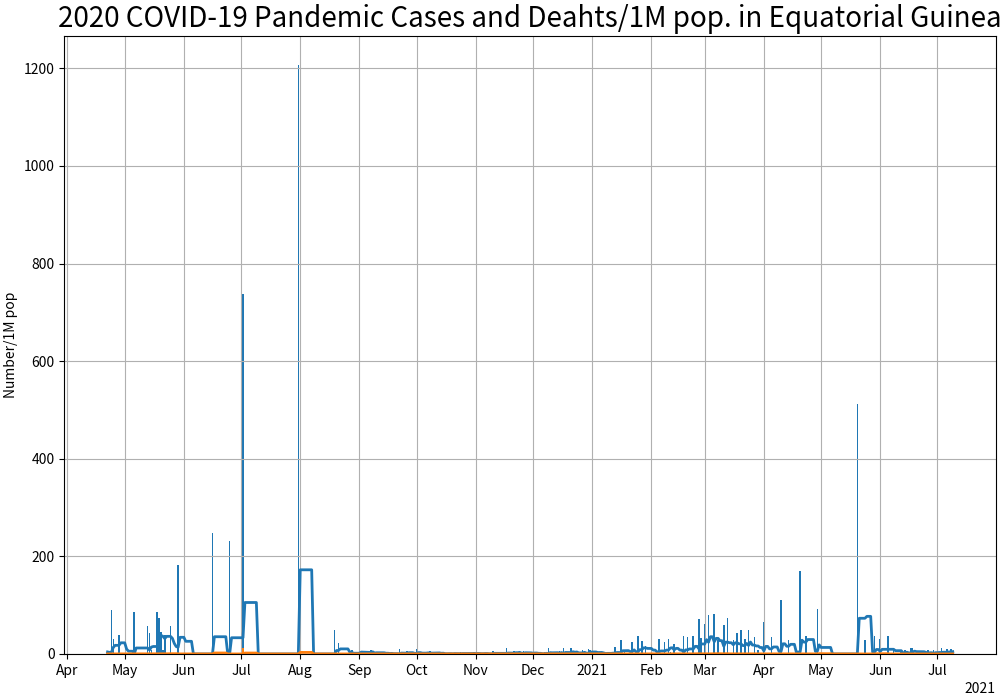 2020 COVID-19 Pandemic Cases and Deahts/1M pop. in Equatorial Guinea
Number/1M pop
1200
1000
800
600
400
200
0
Apr May Jun Jul Aug Sep Oct Nov Dec 2021 Feb Mar Apr May Jun Jul
2021